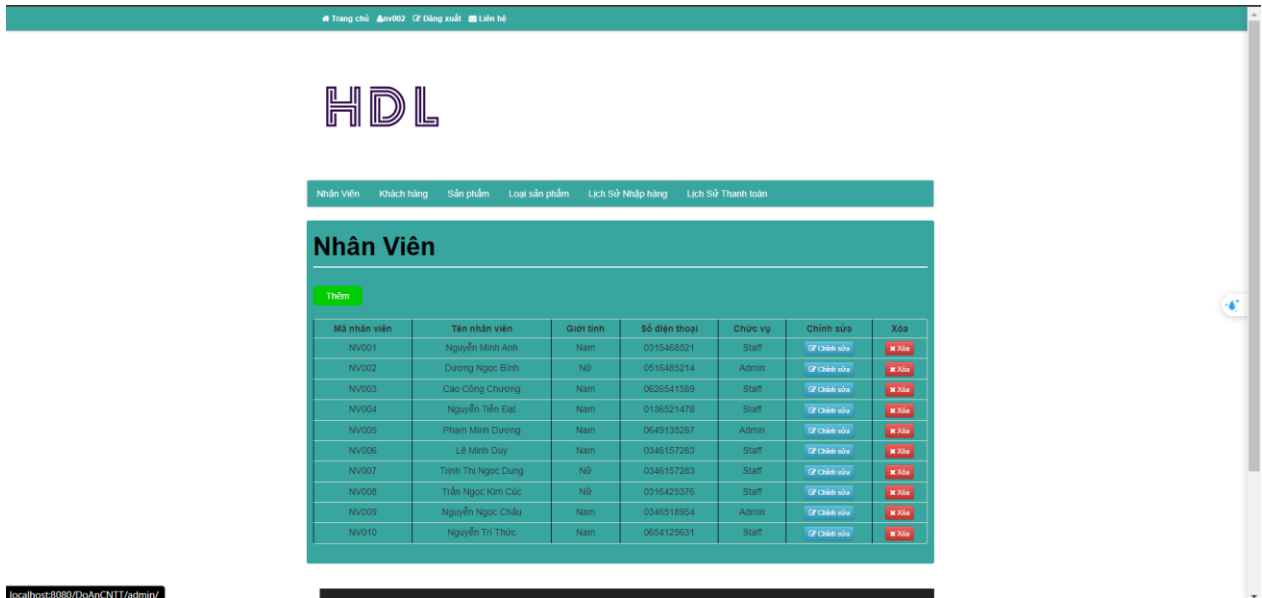 Trang chủ nv002 Đăng xuất Liên hệ
HDL
Nhân Viên Khách hàng Sản phẩm Loại sản phẩm Lịch Sử Nhập hàng Lịch Sử Thanh toán
Nhân Viên
Thêm
Mã nhân viên Tên nhân viên Giới tính Số điện thoại Chức vụ Chỉnh sửa Xóa
NV001 Nguyễn Minh Anh Nam 0315468521 Staff Chỉnh sửa Xóa
NV002 Dương Ngọc Bình Nữ 0516485214 Admin Chỉnh sửa Xóa
NV003 Cao Công Chương Nam 0626541589 Staff Chỉnh sửa Xóa
NV004 Nguyễn Tiến Đạt Nam 0136521478 Staff Chỉnh sửa Xóa
NV005 Phạm Minh Dương Nam 0649135287 Admin Chỉnh sửa Xóa
NV006 Lê Minh Duy Nam 0346157283 Staff Chỉnh sửa Xóa
NV007 Trịnh Thị Ngọc Dung Nữ 0346157283 Staff Chỉnh sửa Xóa
NV008 Trần Ngọc Kim Cúc Nữ 0316425376 Staff Chỉnh sửa Xóa
NV009 Nguyễn Ngọc Châu Nam 0346518954 Admin Chỉnh sửa Xóa
NV010 Nguyễn Trí Thức Nam 0654125631 Staff Chỉnh sửa Xóa
localhost:8080/DoAnCNTT/admin/